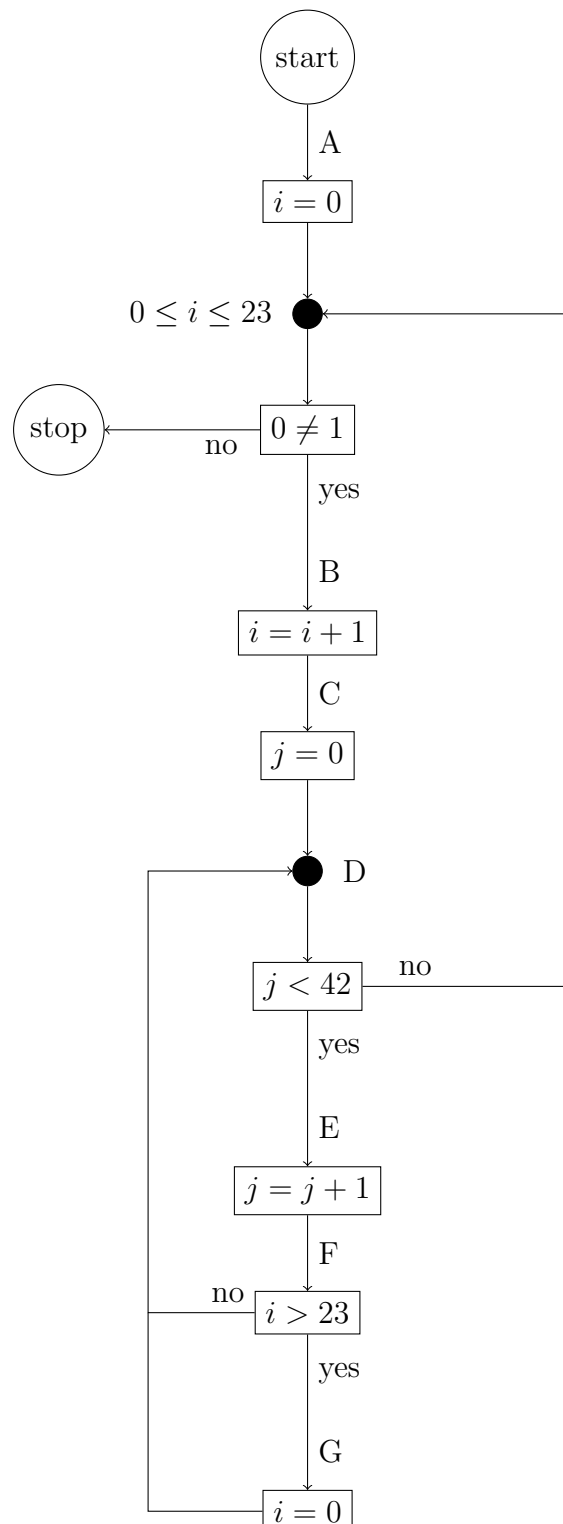 start
A
i = 0
0 ≤ i ≤ 23
stop
no
0 ≠ 1
yes
B
i = i + 1
C
j = 0
D
j < 42
no
yes
E
j = j + 1
F
no
i > 23
yes
G
i = 0